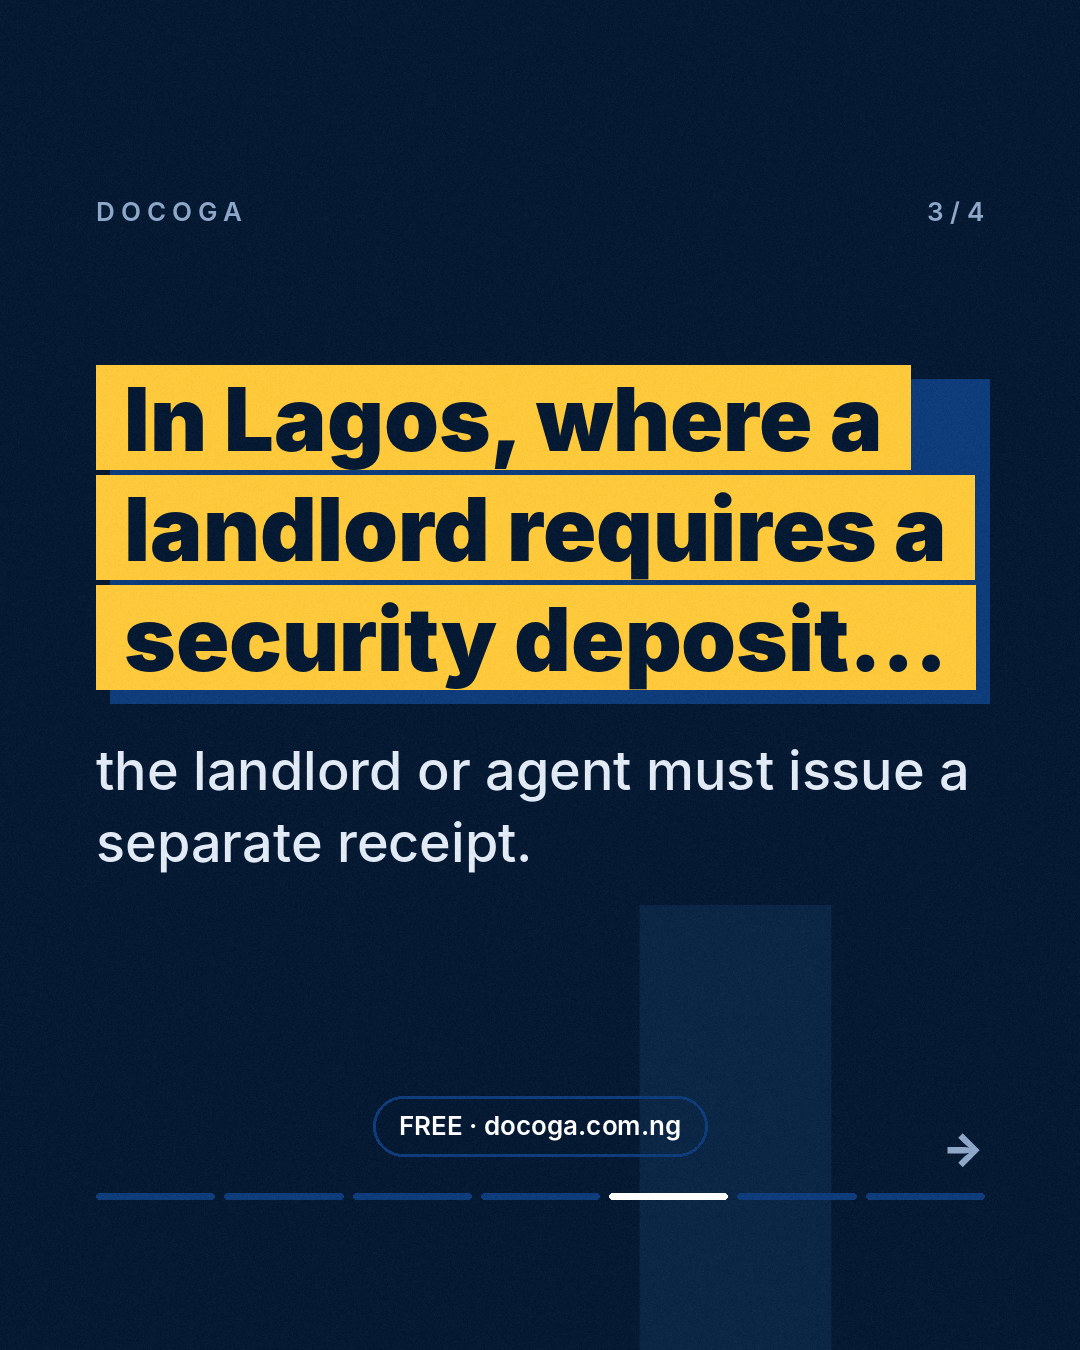 DOCOGA
3 / 4
In Lagos, where a
landlord requires a
security deposit...
the landlord or agent must issue a
separate receipt.
FREE · docoga.com.ng
→